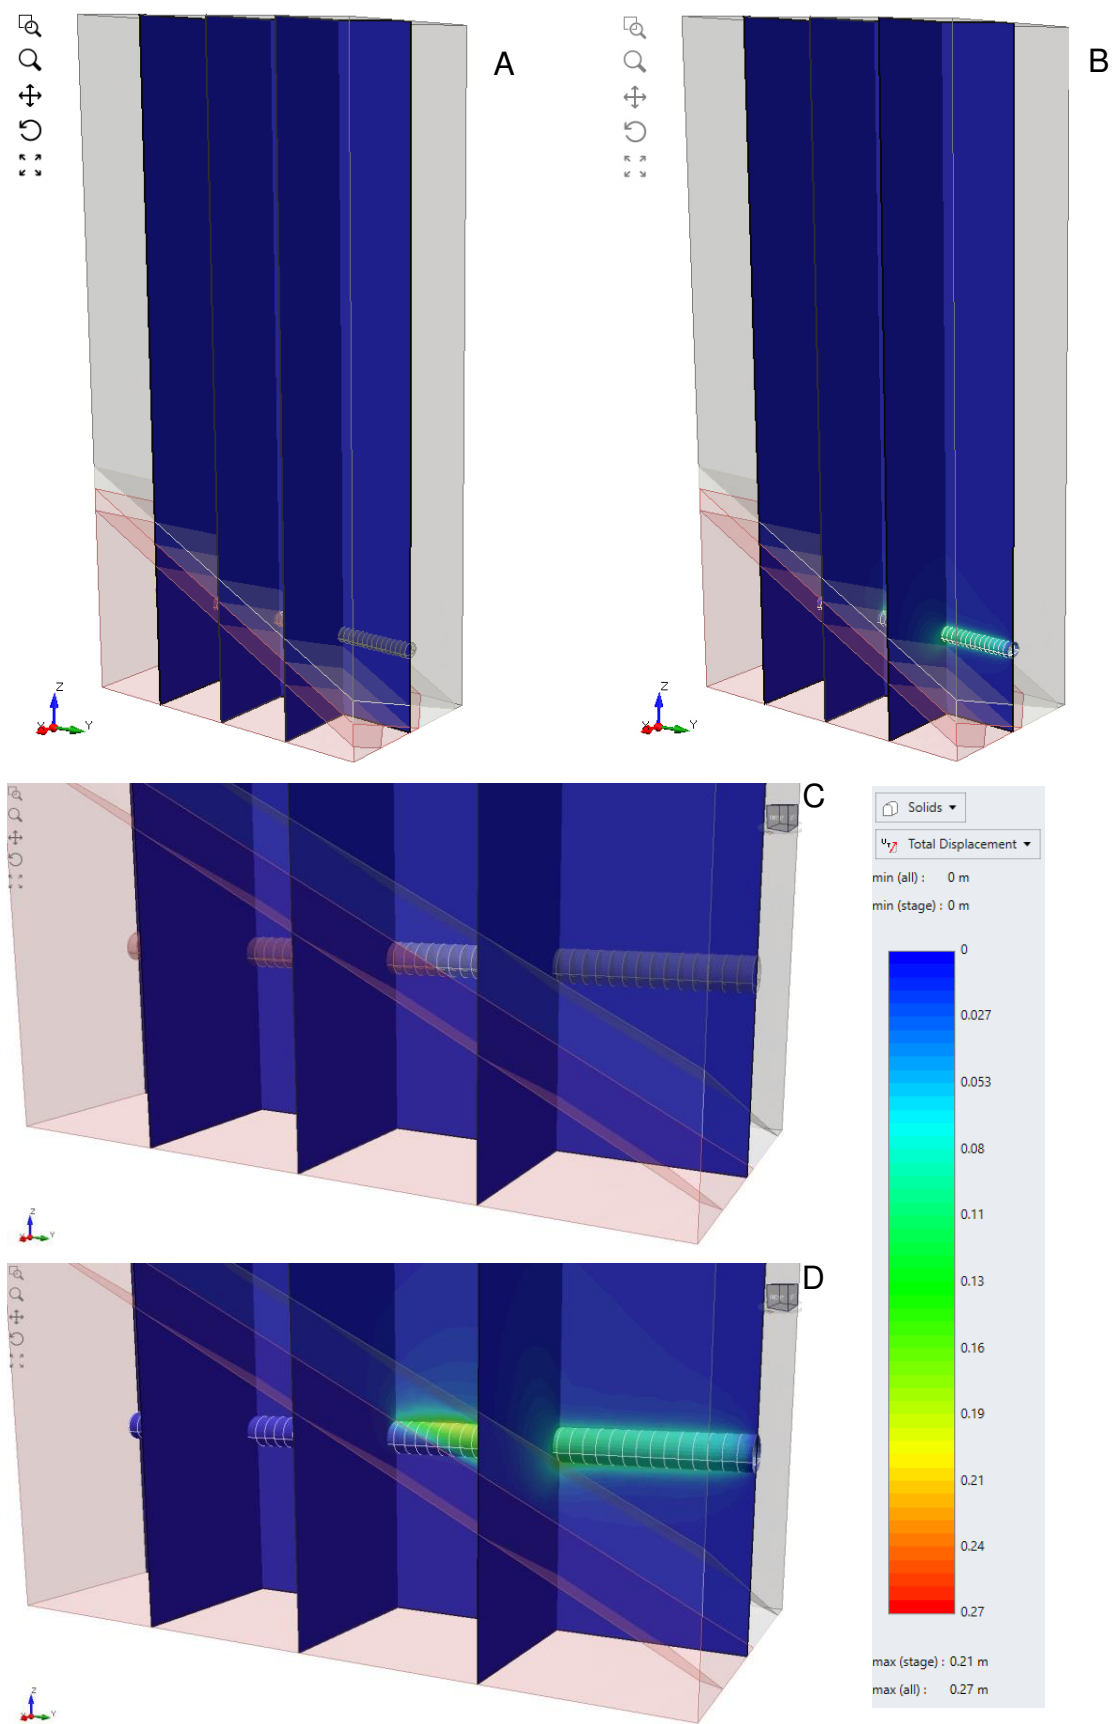 A
B
Z
X
Y
Z
X
Y
C
Solids
Total Displacement
min (all) : 0 m
min (stage) : 0 m
0
0.027
0.053
0.08
0.11
0.13
0.16
0.19
0.21
0.24
0.27
max (stage) : 0.21 m
max (all) : 0.27 m
Z
X
Y
D
Z
X
Y